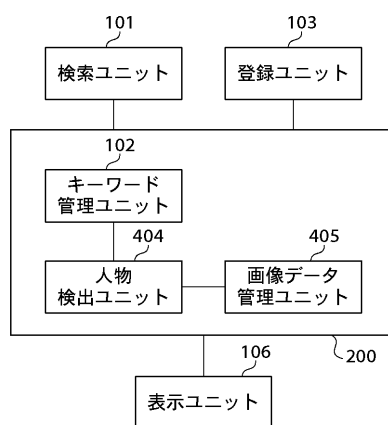 101
検索ユニット
103
登録ユニット
102
キーワード
管理ユニット
404
人物
検出ユニット
405
画像データ
管理ユニット
200
106
表示ユニット